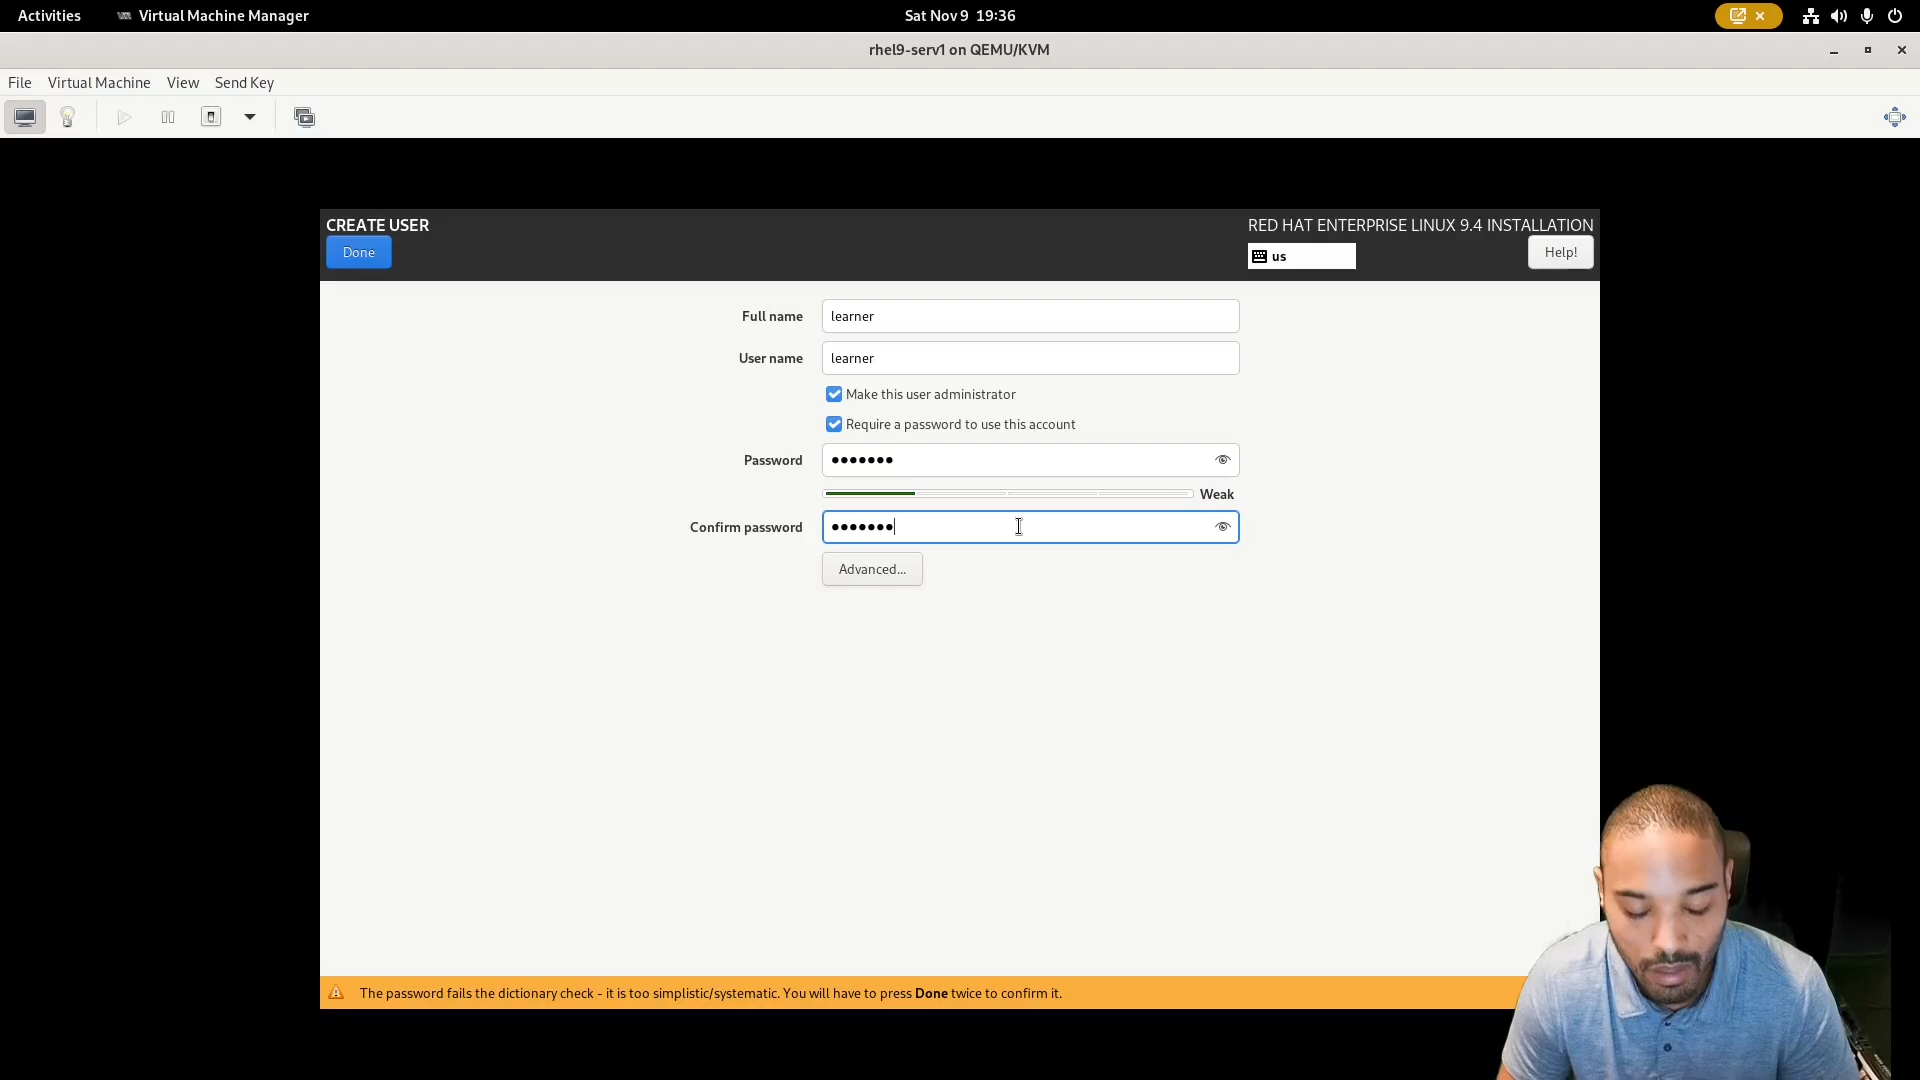 Activities
Virtual Machine Manager
Sat Nov 9 19:36
rhel9-serv1 on QEMU/KVM
File Virtual Machine View Send Key
CREATE USER
Done
RED HAT ENTERPRISE LINUX 9.4 INSTALLATION
us
Help!
Full name learner
User name learner
Make this user administrator
Require a password to use this account
Password ●●●●●●●
Weak
Confirm password ●●●●●●●
Advanced...
The password fails the dictionary check - it is too simplistic/systematic. You will have to press Done twice to confirm it.